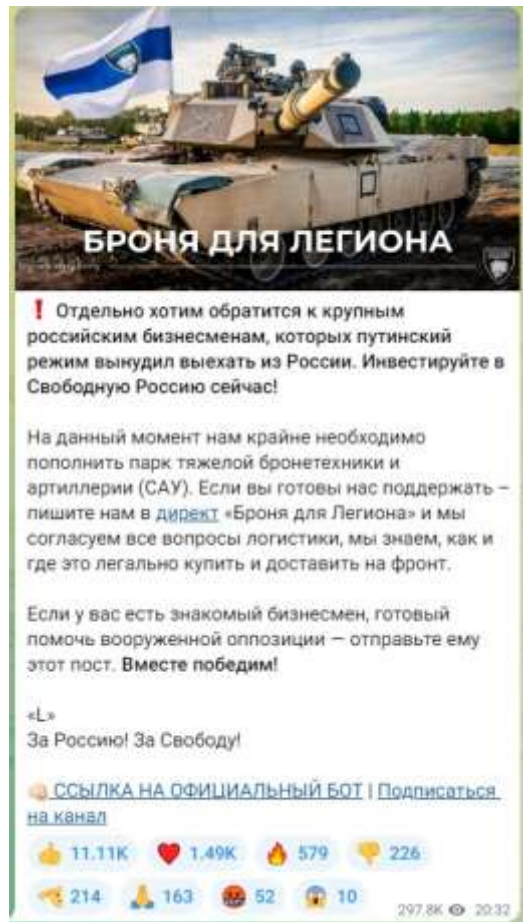 БРОНЯ ДЛЯ ЛЕГИОНА
❗ Отдельно хотим обратится к крупным
российским бизнесменам, которых путинский
режим вынудил выехать из России. Инвестируйте в
Свободную Россию сейчас!
На данный момент нам крайне необходимо
пополнить парк тяжелой бронетехники и
артиллерии (САУ). Если вы готовы нас поддержать –
пишите нам в директ «Броня для Легиона» и мы
согласуем все вопросы логистики, мы знаем, как и
где это легально купить и доставить на фронт.
Если у вас есть знакомый бизнесмен, готовый
помочь вооруженной оппозиции — отправьте ему
этот пост. Вместе победим!
«L»
За Россию! За Свободу!
ССЫЛКА НА ОФИЦИАЛЬНЫЙ БОТ | Подписаться
на канал
👍 11.11K ❤ 1.49K 🔥 579 👎 226
214 🙏 163 🤬 52 😱 10
297.8K 20:32